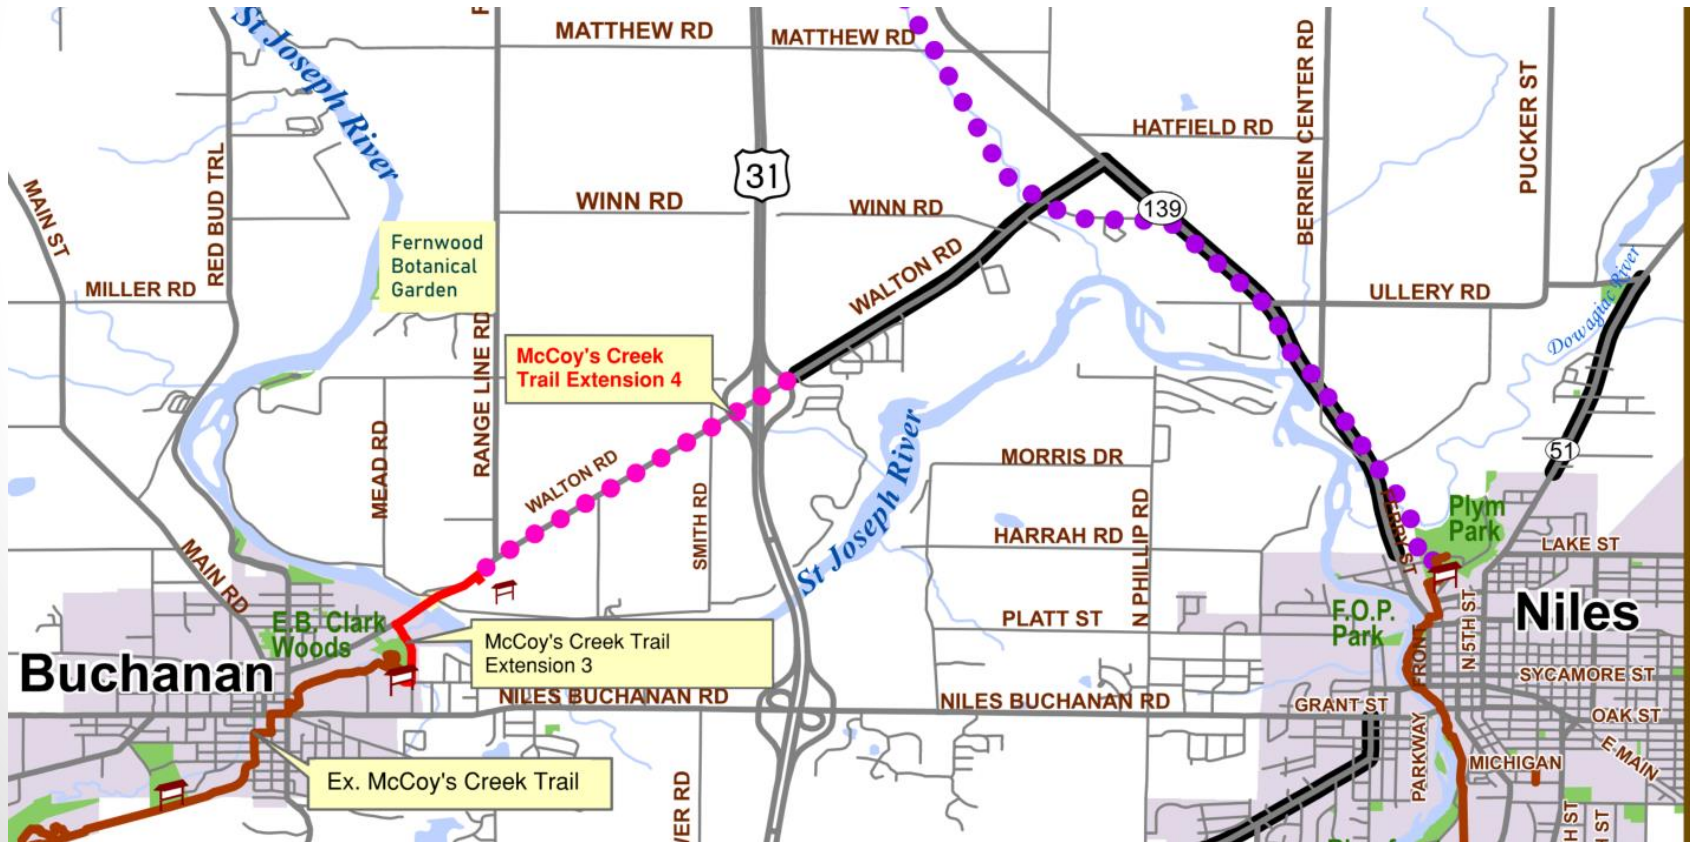 St Joseph River
MATTHEW RD
MATTHEW RD
BERRIEN CENTER RD
PUCKER ST
HATFIELD RD
31
MAIN ST
RED BUD TRL
WINN RD
WINN RD
139
Fernwood
Botanical
Garden
WALTON RD
MILLER RD
ULLERY RD
Dowagiac River
RANGE LINE RD
McCoy's Creek
Trail Extension 4
MEAD RD
WALTON RD
SMITH RD
St Joseph River
MORRIS DR
51
N PHILLIP RD
HARRAH RD
Plym
Park
LAKE ST
MAIN RD
E.B. Clark
Woods
PLATT ST
F.O.P.
Park
FRONT
N 5TH ST
Niles
McCoy's Creek Trail
Extension 3
Buchanan
SYCAMORE ST
NILES BUCHANAN RD
NILES BUCHANAN RD
GRANT ST
OAK ST
E MAIN
PARKWAY
MICHIGAN
Ex. McCoy's Creek Trail